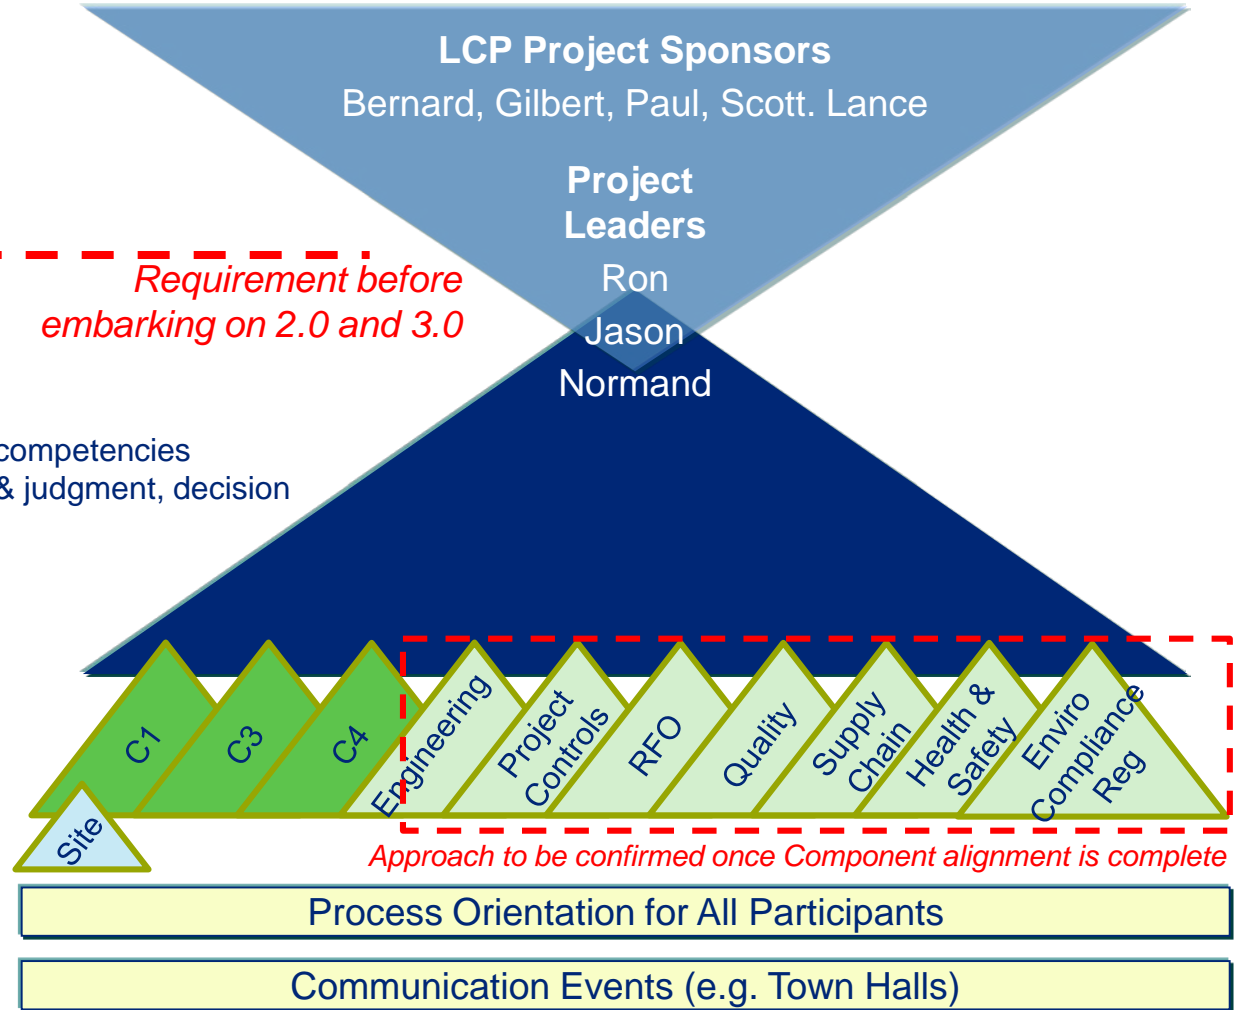 LCP Project Sponsors
Bernard, Gilbert, Paul, Scott. Lance
Project
Leaders
Ron
Jason
Normand
Requirement before
embarking on 2.0 and 3.0
competencies
& judgment, decision
C1
C3
C4
Engineering
Project
Controls
RFO
Quality
Supply
Chain
Health &
Safety
Enviro
Compliance
Reg
Site
Approach to be confirmed once Component alignment is complete
Process Orientation for All Participants
Communication Events (e.g. Town Halls)